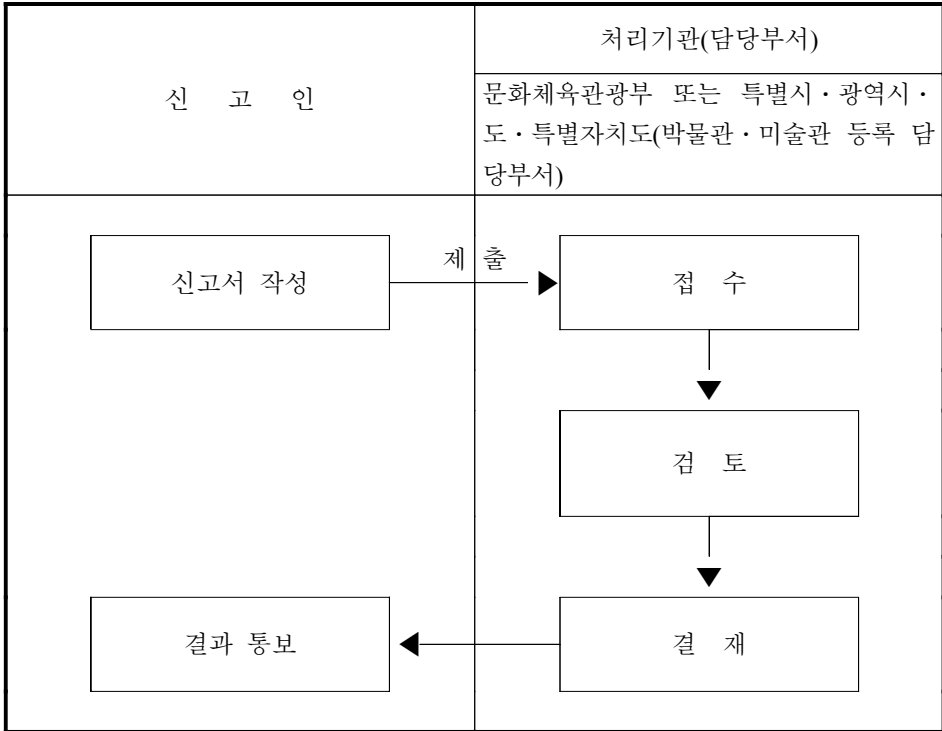 신 고 인
처리기관(담당부서)
문화체육관광부 또는 특별시·광역시·
도·특별자치도(박물관·미술관 등록 담
당부서)
신고서 작성
제 출
접 수
검 토
결과 통보
결 재